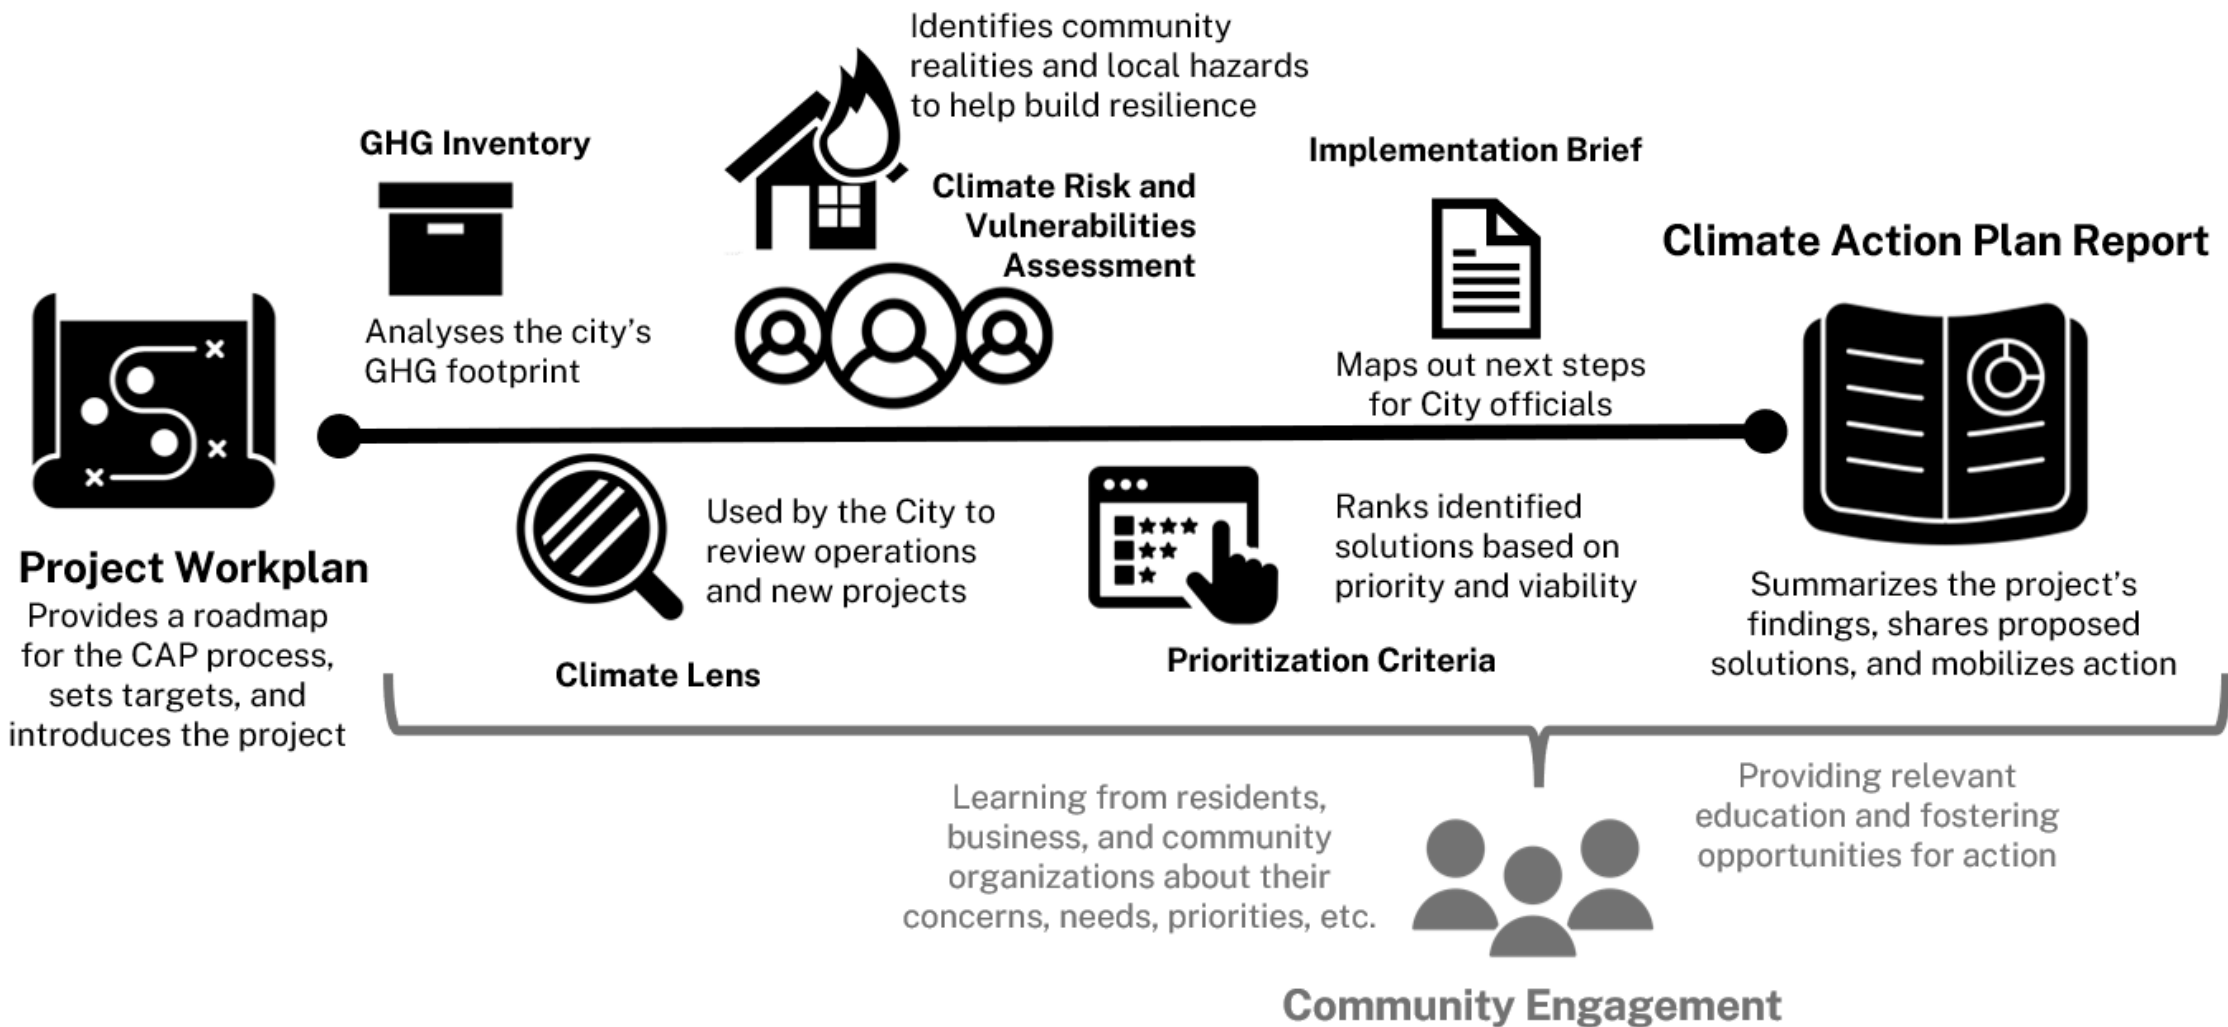 Identifies community
realities and local hazards
to help build resilience
GHG Inventory
Climate Risk and
Vulnerabilities
Assessment
Implementation Brief
Climate Action Plan Report
Analyses the city's
GHG footprint
Maps out next steps
for City officials
Project Workplan
Provides a roadmap
for the CAP process,
sets targets, and
introduces the project
Used by the City to
review operations
and new projects
Climate Lens
Ranks identified
solutions based on
priority and viability
Prioritization Criteria
Summarizes the project's
findings, shares proposed
solutions, and mobilizes action
Learning from residents,
business, and community
organizations about their
concerns, needs, priorities, etc.
Providing relevant
education and fostering
opportunities for action
Community Engagement